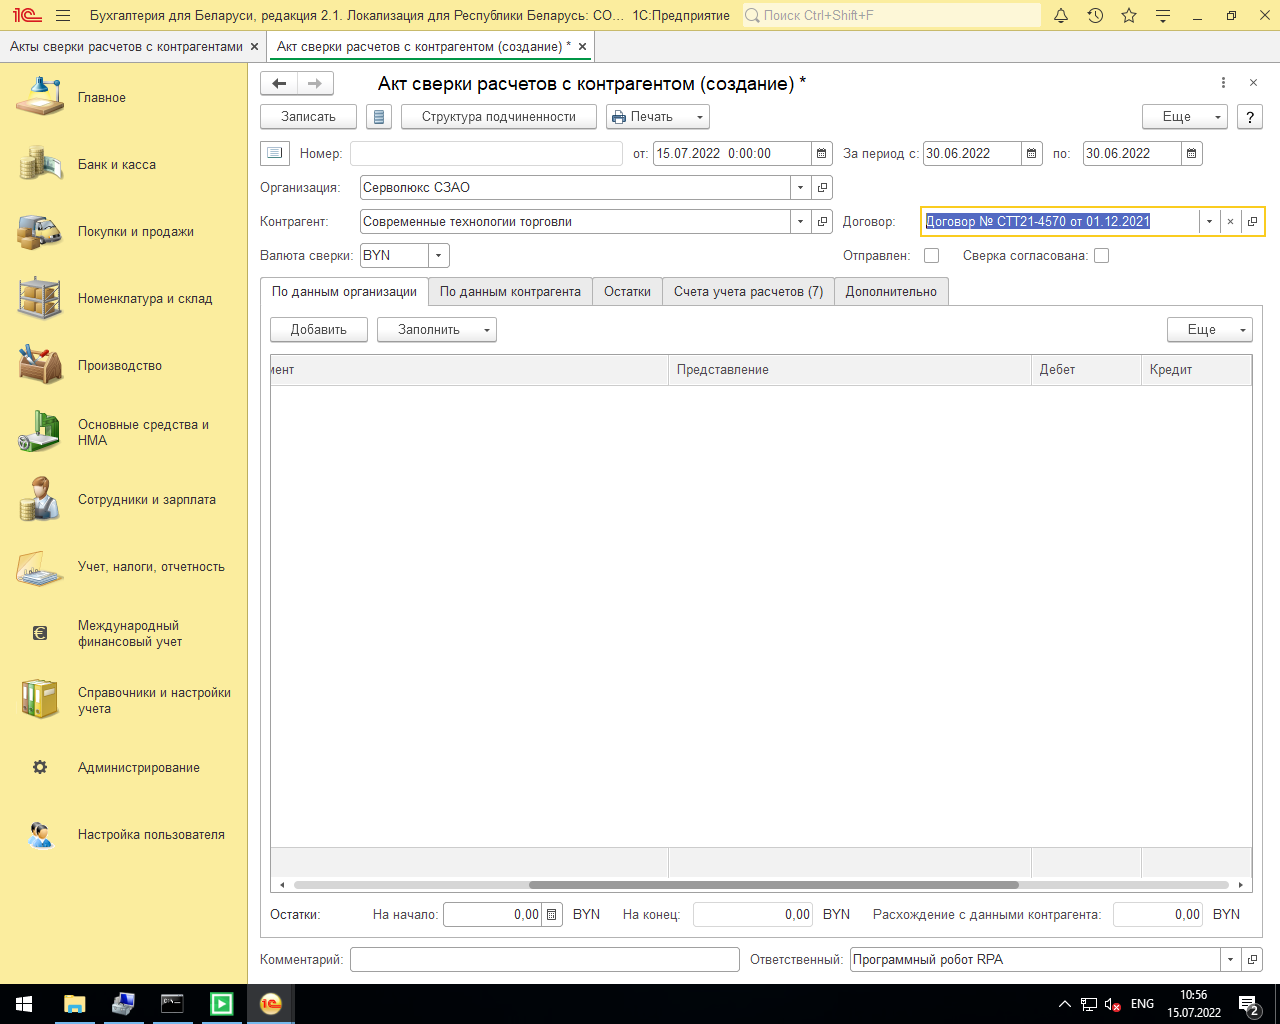 Бухгалтерия для Беларуси, редакция 2.1. Локализация для Республики Беларусь: СО... 1С:Предприятие
Поиск Ctrl+Shift+F
Акты сверки расчетов с контрагентами
Акт сверки расчетов с контрагентом (создание) *
Главное
Банк и касса
Покупки и продажи
Номенклатура и склад
Производство
Основные средства и
НМА
Сотрудники и зарплата
Учет, налоги, отчетность
Международный
финансовый учет
Справочники и настройки
учета
Администрирование
Настройка пользователя
Акт сверки расчетов с контрагентом (создание) *
Записать
Структура подчиненности
Печать
Еще
?
Номер:
от: 15.07.2022 0:00:00
За период с: 30.06.2022
по: 30.06.2022
Организация: Серволюкс СЗАО
Контрагент: Современные технологии торговли
Договор: Договор № СТТ21-4570 от 01.12.2021
Валюта сверки: BYN
Отправлен:
Сверка согласована:
По данным организации
По данным контрагента
Остатки
Счета учета расчетов (7)
Дополнительно
Добавить
Заполнить
Еще
мент
Представление
Дебет
Кредит
Остатки:
На начало: 0,00 BYN
На конец: 0,00 BYN
Расхождение с данными контрагента: 0,00 BYN
Комментарий:
Ответственный: Программный робот RPA
ENG
10:56
15.07.2022
2